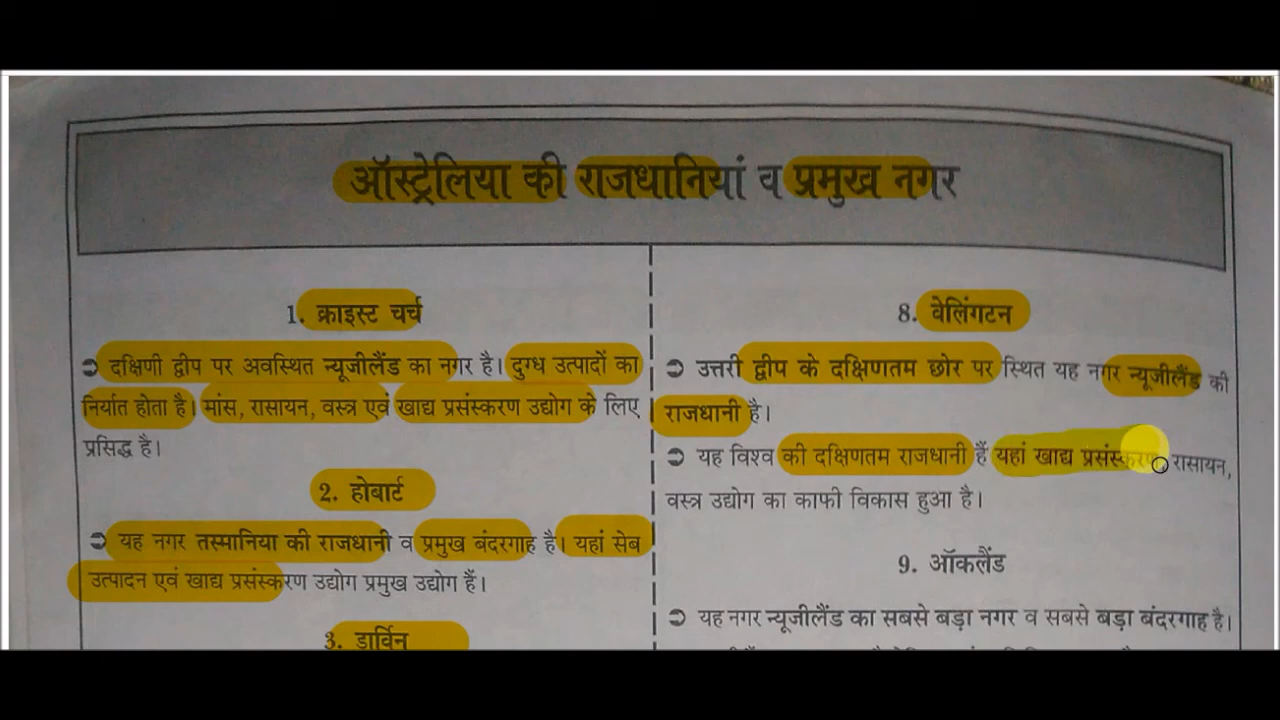 ऑस्ट्रेलिया की राजधानियां व प्रमुख नगर
1. क्राइस्ट चर्च
➲ दक्षिणी द्वीप पर अवस्थित न्यूजीलैंड का नगर है। दुग्ध उत्पादों का
निर्यात होता है। मांस, रासायन, वस्त्र एवं खाद्य प्रसंस्करण उद्योग के लिए
प्रसिद्ध है।
2. होबार्ट
➲ यह नगर तस्मानिया की राजधानी व प्रमुख बंदरगाह है। यहां सेब
उत्पादन एवं खाद्य प्रसंस्करण उद्योग प्रमुख उद्योग हैं।
3. डार्विन
8. वेलिंगटन
➲ उत्तरी द्वीप के दक्षिणतम छोर पर स्थित यह नगर न्यूजीलैंड की
राजधानी है।
➲ यह विश्व की दक्षिणतम राजधानी हैं यहां खाद्य प्रसंस्करण, रासायन,
वस्त्र उद्योग का काफी विकास हुआ है।
9. ऑकलैंड
➲ यह नगर न्यूजीलैंड का सबसे बड़ा नगर व सबसे बड़ा बंदरगाह है।